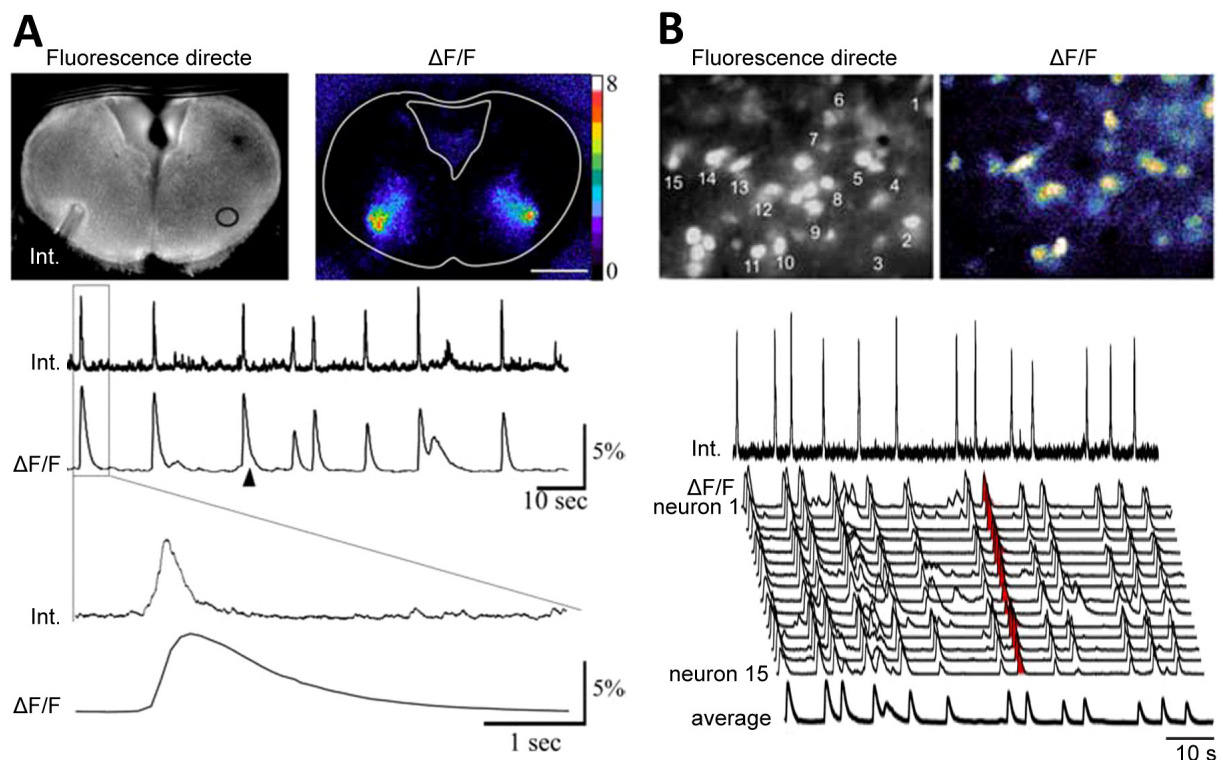 A
Fluorescence directe
ΔF/F
8
0
Int.
Int.
ΔF/F
5%
10 sec
Int.
ΔF/F
5%
1 sec
B
Fluorescence directe
ΔF/F
6
1
7
15
14
13
5
4
12
8
9
2
11
10
3
Int.
ΔF/F
neuron 1
neuron 15
average
10 s